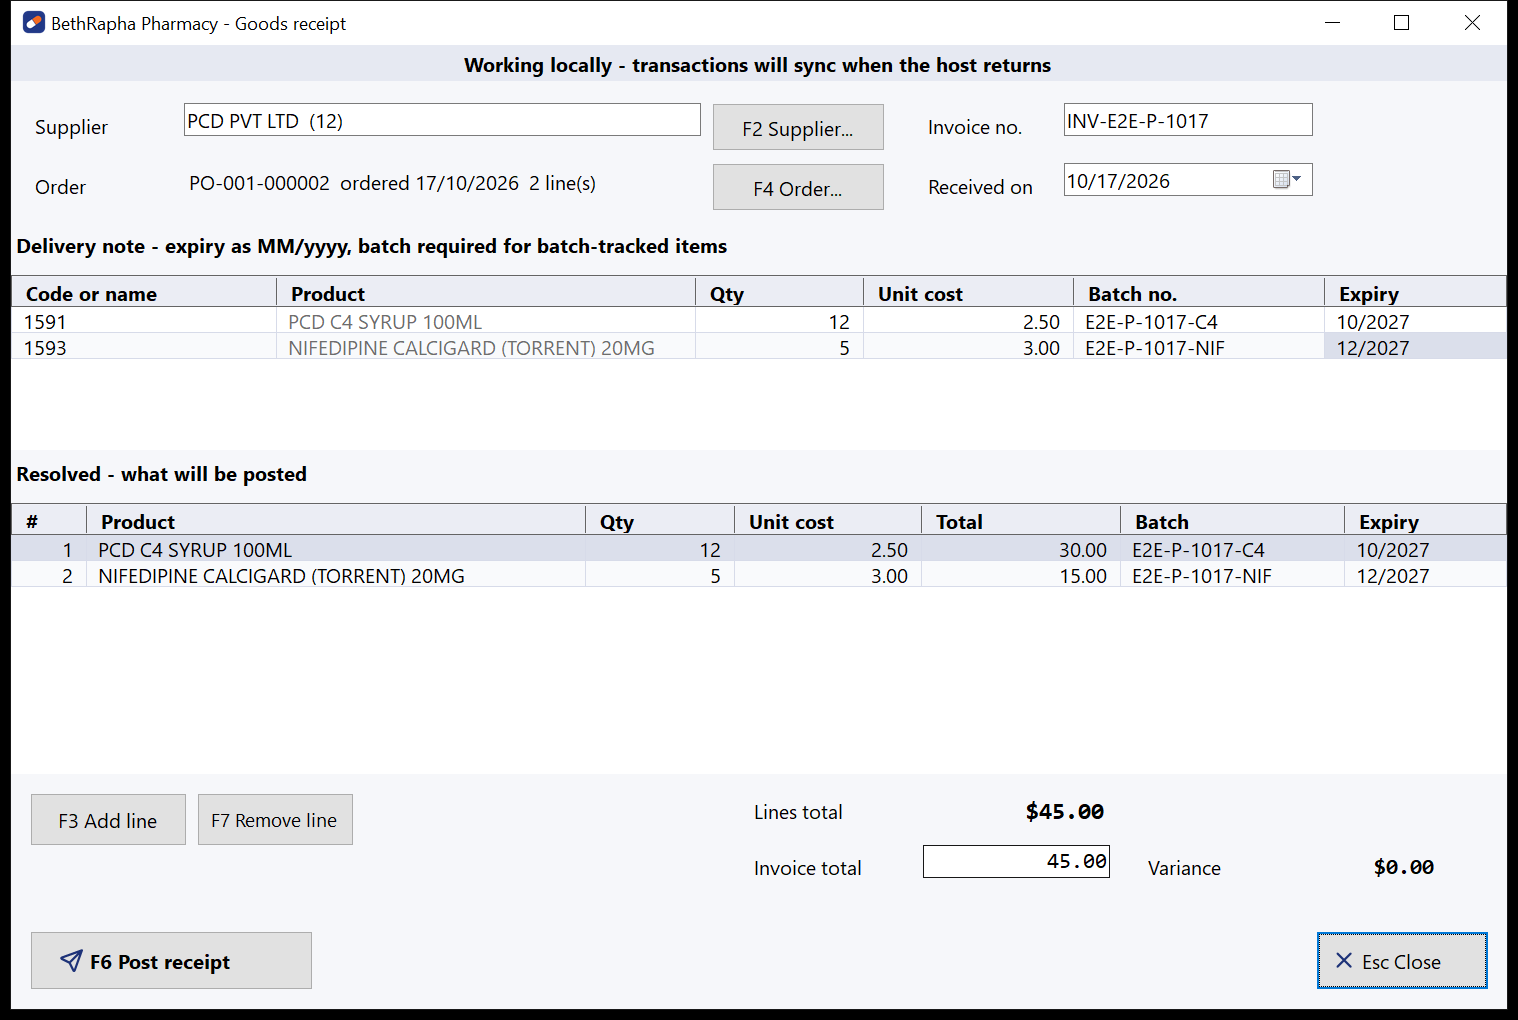 BethRapha Pharmacy - Goods receipt
Working locally - transactions will sync when the host returns
Supplier PCD PVT LTD (12) F2 Supplier... Invoice no. INV-E2E-P-1017
Order PO-001-000002 ordered 17/10/2026 2 line(s) F4 Order... Received on 10/17/2026
Delivery note - expiry as MM/yyyy, batch required for batch-tracked items
Code or name Product Qty Unit cost Batch no. Expiry
1591 PCD C4 SYRUP 100ML 12 2.50 E2E-P-1017-C4 10/2027
1593 NIFEDIPINE CALCIGARD (TORRENT) 20MG 5 3.00 E2E-P-1017-NIF 12/2027
Resolved - what will be posted
# Product Qty Unit cost Total Batch Expiry
1 PCD C4 SYRUP 100ML 12 2.50 30.00 E2E-P-1017-C4 10/2027
2 NIFEDIPINE CALCIGARD (TORRENT) 20MG 5 3.00 15.00 E2E-P-1017-NIF 12/2027
F3 Add line F7 Remove line Lines total $45.00
Invoice total 45.00 Variance $0.00
F6 Post receipt Esc Close